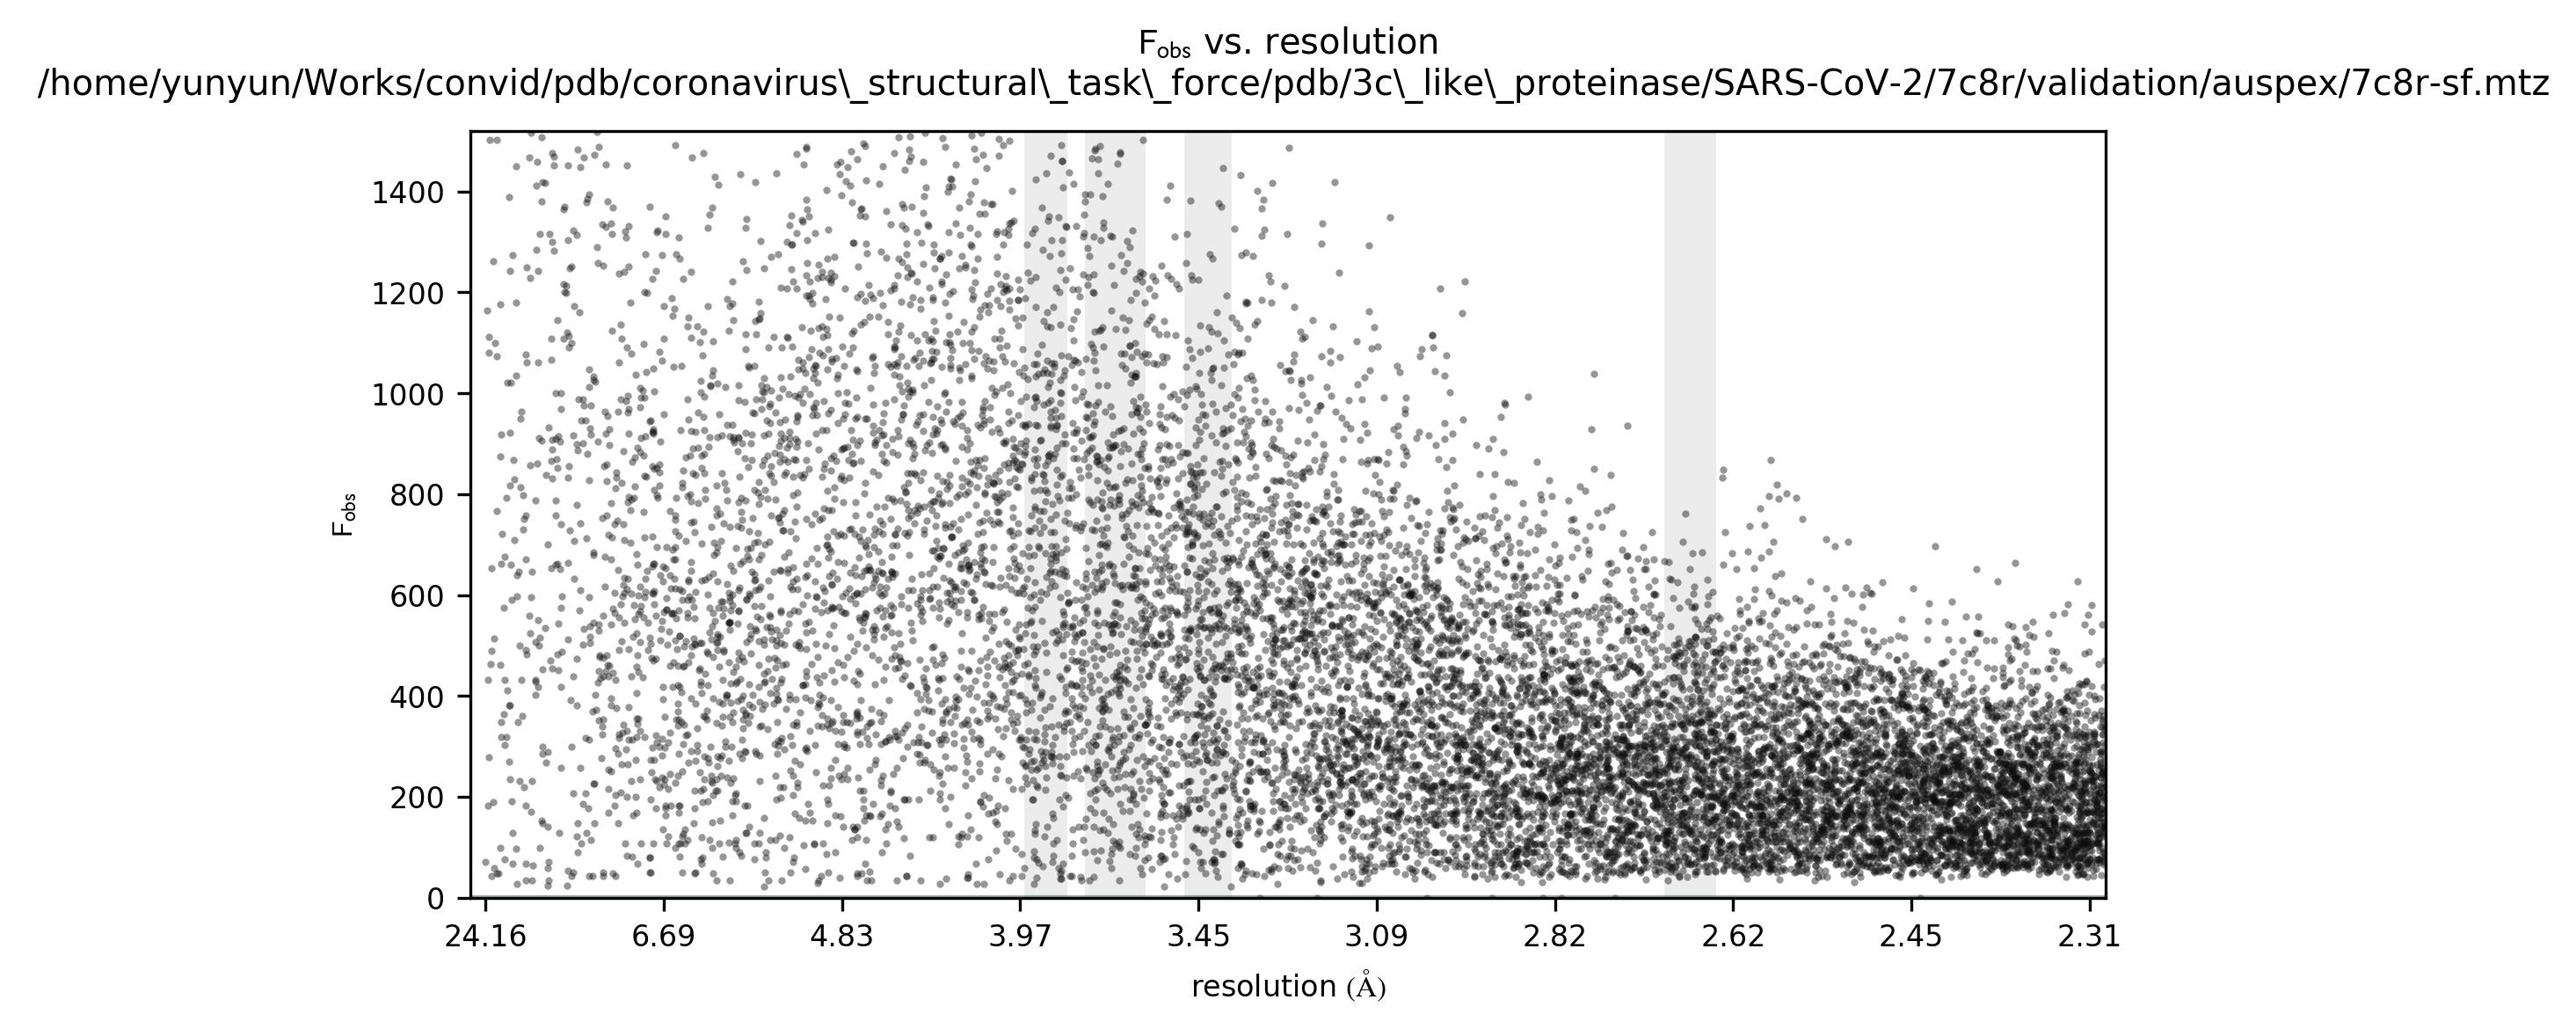 F_obs vs. resolution
/home/yunyun/Works/convid/pdb/coronavirus\_structural\_task\_force/pdb/3c\_like\_proteinase/SARS-CoV-2/7c8r/validation/auspex/7c8r-sf.mtz
1400
1200
1000
800
600
400
200
0
F_obs
24.16 6.69 4.83 3.97 3.45 3.09 2.82 2.62 2.45 2.31
resolution (Å)